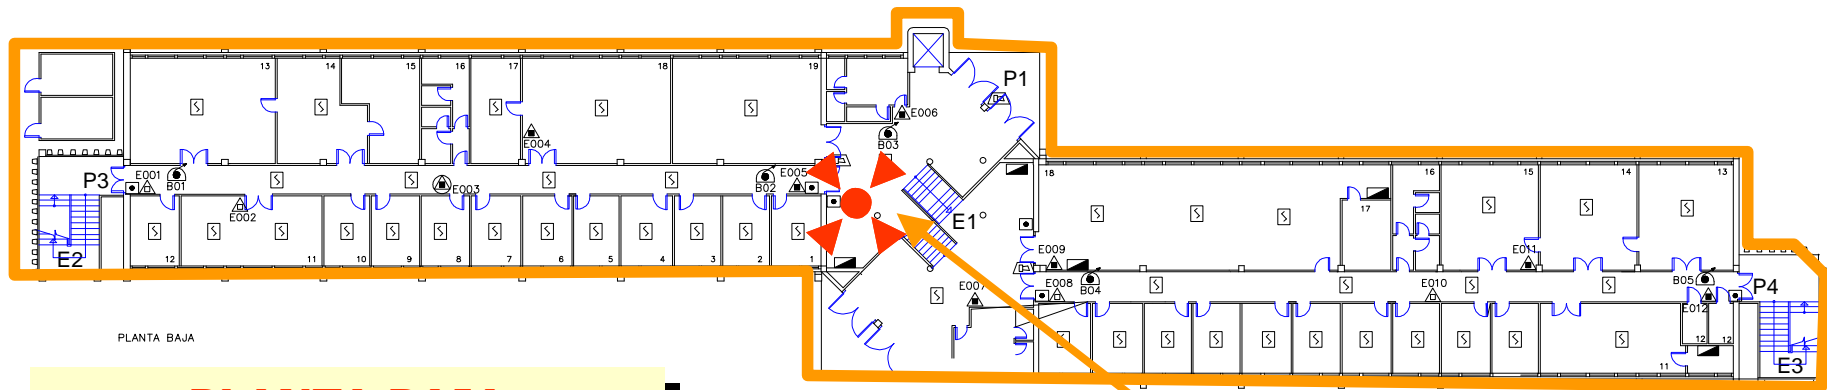 P1
13 14 15 16 17 18 19
E006
E004
B03
P3 E001 B01 E003 B02 E005
E002
E1
E2
12 11 10 9 8 7 6 5 4 3 2 1
18 17 16 15 14 13
E009 E011
E007 E008 B04 E010 B05 P4
E012
12 12
11
E3
PLANTA BAJA
PLANTA BAJA